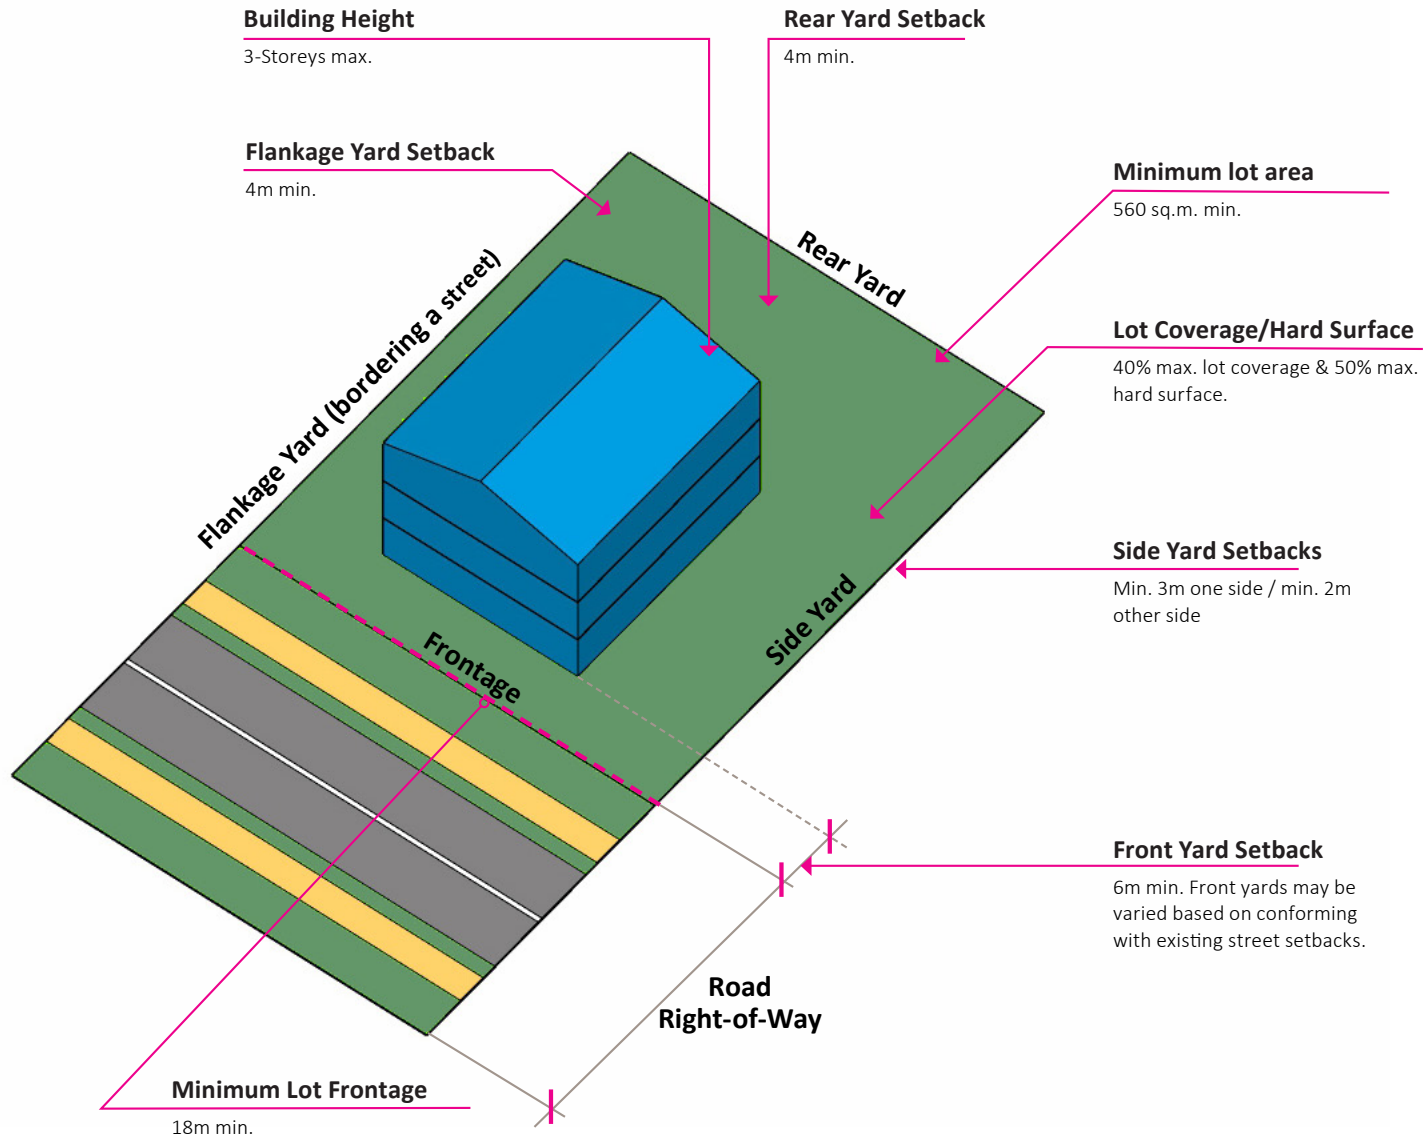 Building Height
3-Storeys max.
Rear Yard Setback
4m min.
Flankage Yard Setback
4m min.
Minimum lot area
560 sq.m. min.
Rear Yard
Flankage Yard (bordering a street)
Lot Coverage/Hard Surface
40% max. lot coverage & 50% max.
hard surface.
Side Yard Setbacks
Min. 3m one side / min. 2m
other side
Side Yard
Frontage
Front Yard Setback
6m min. Front yards may be
varied based on conforming
with existing street setbacks.
Road
Right-of-Way
Minimum Lot Frontage
18m min.